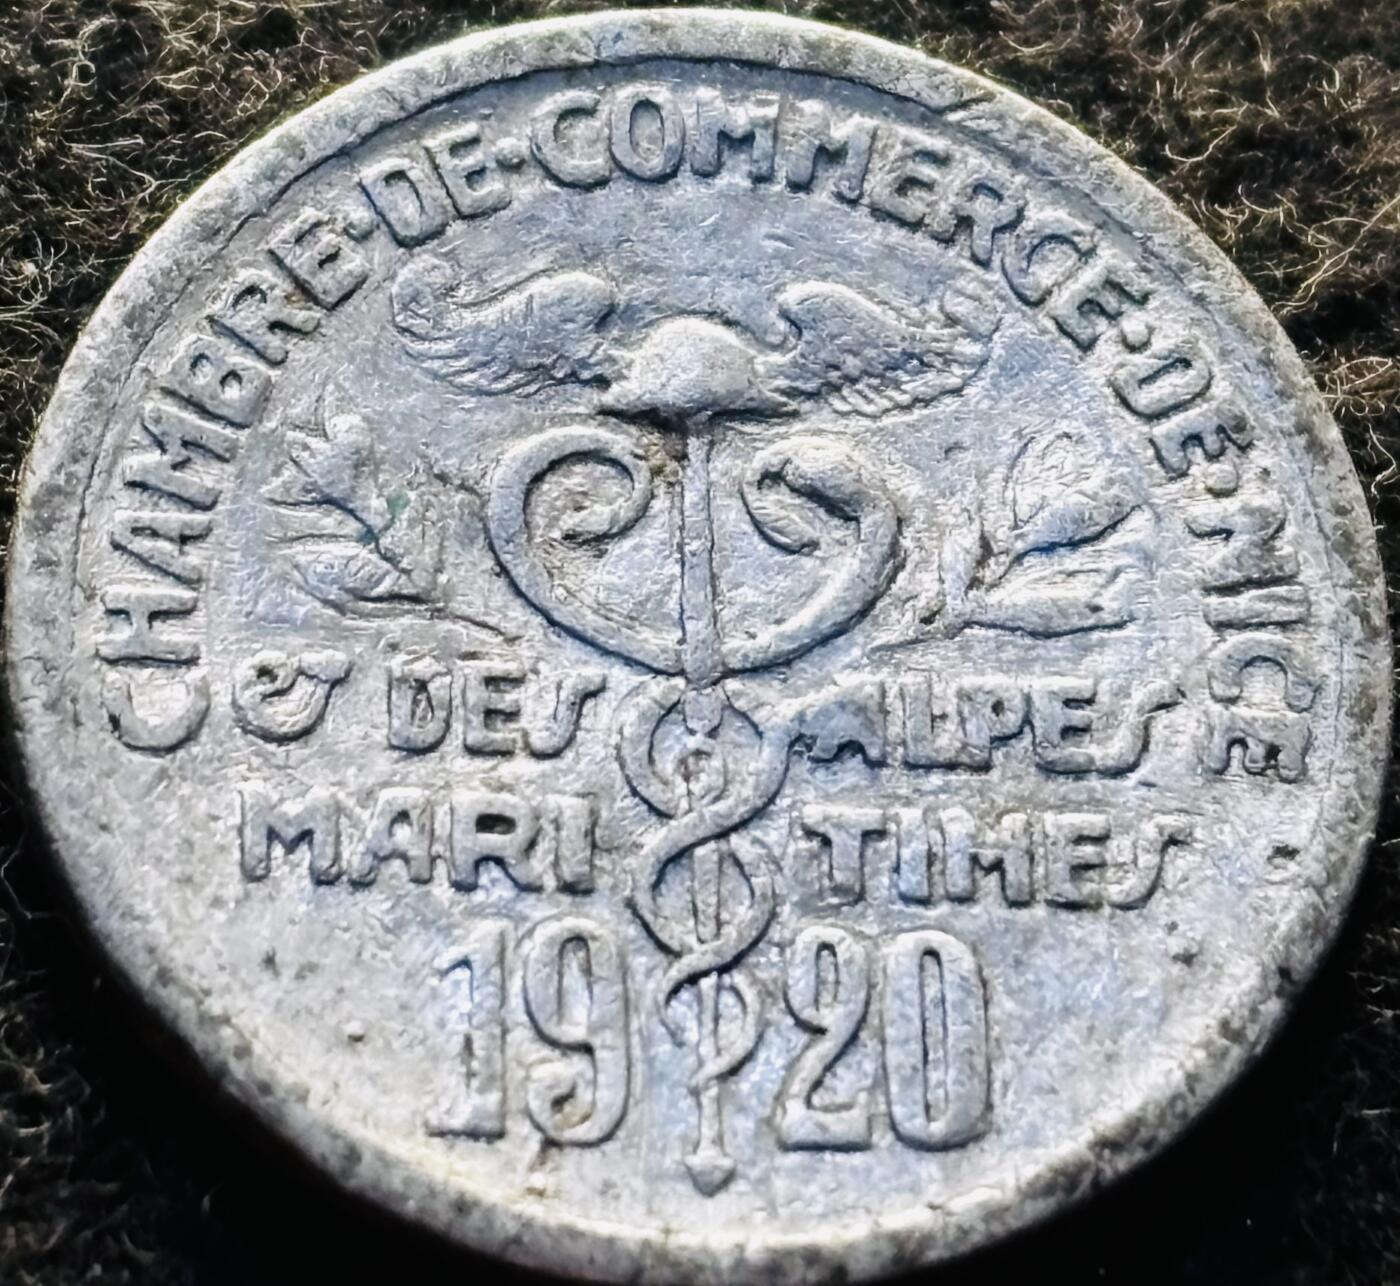 CHAMBRE·DE·COMMERCE·DE·NICE
& DES ALPES
MARI TIMES
1920